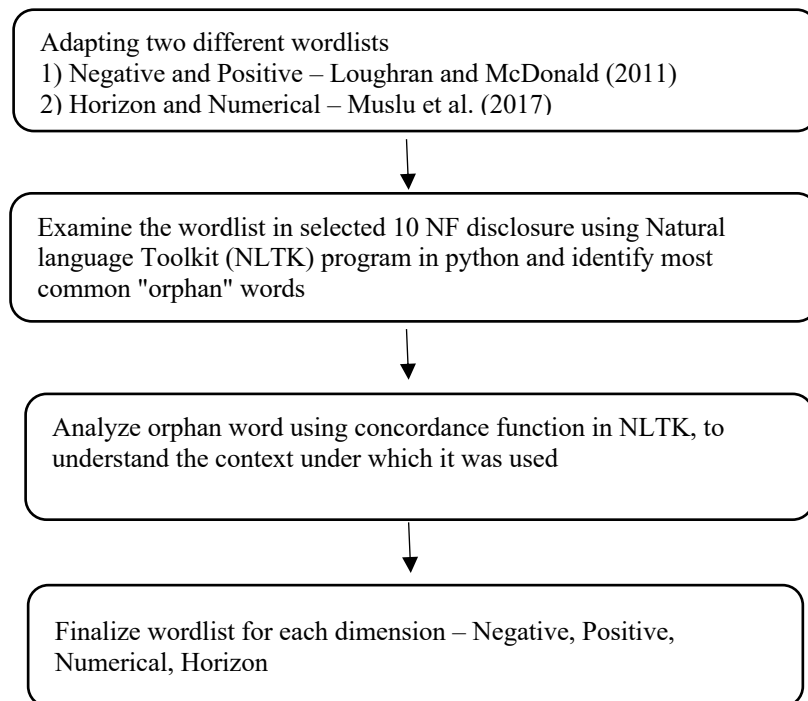 Adapting two different wordlists
1) Negative and Positive – Loughran and McDonald (2011)
2) Horizon and Numerical – Muslu et al. (2017)
Examine the wordlist in selected 10 NF disclosure using Natural
language Toolkit (NLTK) program in python and identify most
common "orphan" words
Analyze orphan word using concordance function in NLTK, to
understand the context under which it was used
Finalize wordlist for each dimension – Negative, Positive,
Numerical, Horizon